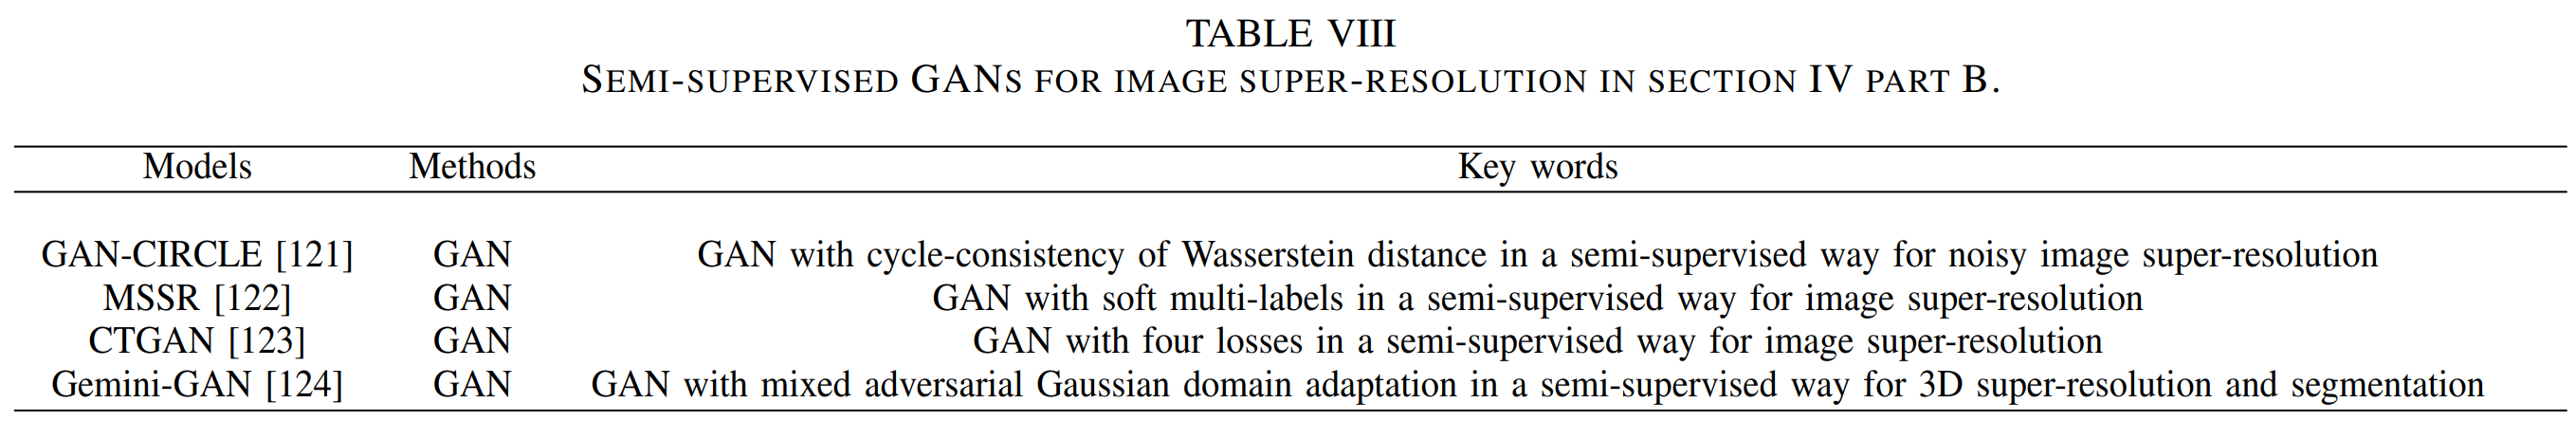 TABLE VIII
SEMI-SUPERVISED GANS FOR IMAGE SUPER-RESOLUTION IN SECTION IV PART B.
Models Methods Key words
GAN-CIRCLE [121] GAN GAN with cycle-consistency of Wasserstein distance in a semi-supervised way for noisy image super-resolution
MSSR [122] GAN GAN with soft multi-labels in a semi-supervised way for image super-resolution
CTGAN [123] GAN GAN with four losses in a semi-supervised way for image super-resolution
Gemini-GAN [124] GAN GAN with mixed adversarial Gaussian domain adaptation in a semi-supervised way for 3D super-resolution and segmentation